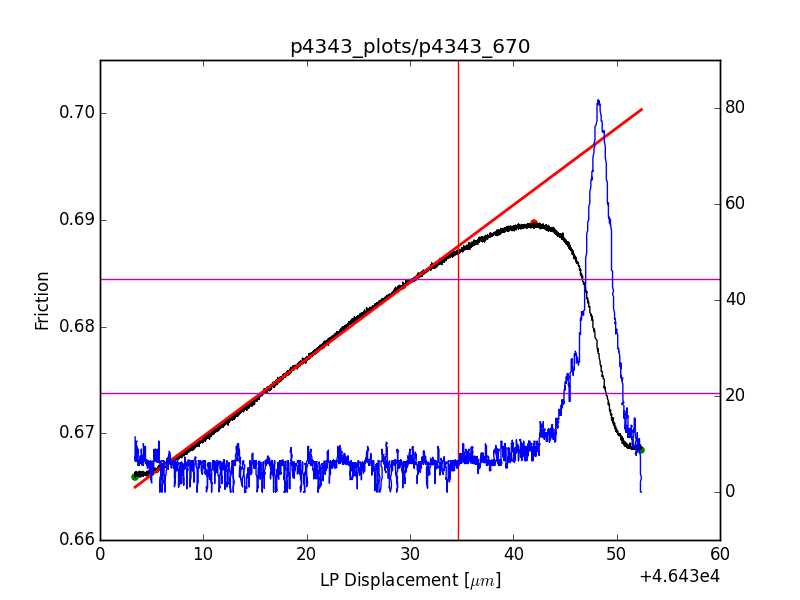 p4343_plots/p4343_670
0.70
0.69
0.68
0.67
0.66
Friction
80
60
40
20
0
0 10 20 30 40 50 60
LP Displacement [μm]
+4.643e4